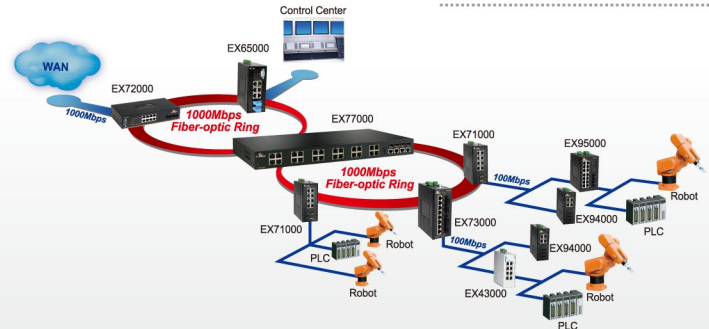 Control Center
EX65000
WAN
EX72000
1000Mbps
1000Mbps
Fiber-optic Ring
EX77000
EX71000
1000Mbps
Fiber-optic Ring
EX95000
100Mbps
Robot
EX94000
PLC
EX71000
EX73000
100Mbps
EX94000
Robot
PLC
Robot
EX43000
Robot
PLC